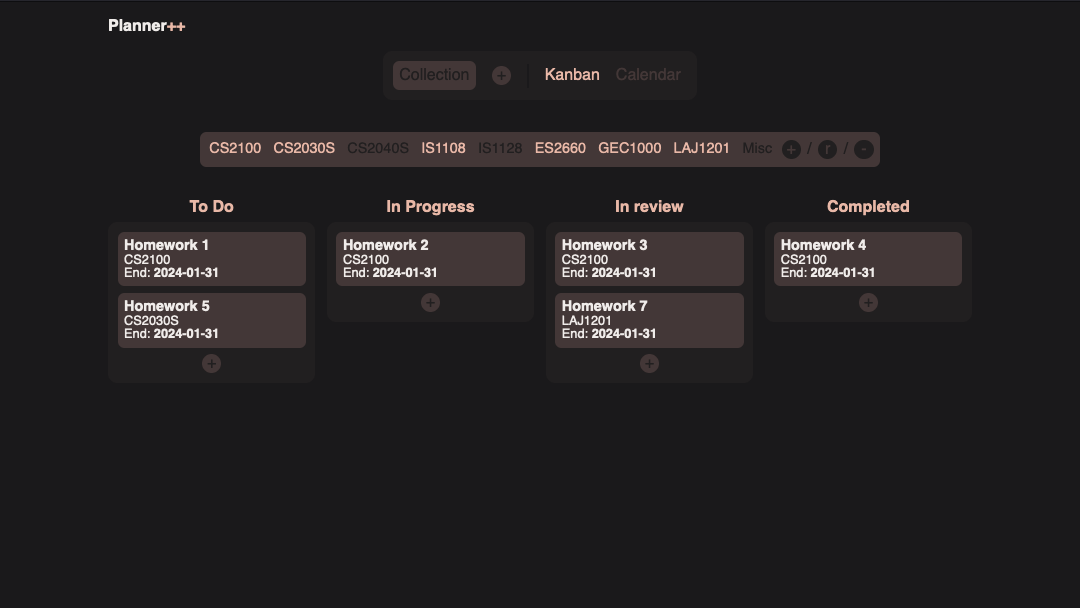 Planner++
Collection + Kanban Calendar
CS2100 CS2030S CS2040S IS1108 IS1128 ES2660 GEC1000 LAJ1201 Misc + / r / -
To Do In Progress In review Completed
Homework 1
CS2100
End: 2024-01-31
Homework 5
CS2030S
End: 2024-01-31
+
Homework 2
CS2100
End: 2024-01-31
+
Homework 3
CS2100
End: 2024-01-31
Homework 7
LAJ1201
End: 2024-01-31
+
Homework 4
CS2100
End: 2024-01-31
+